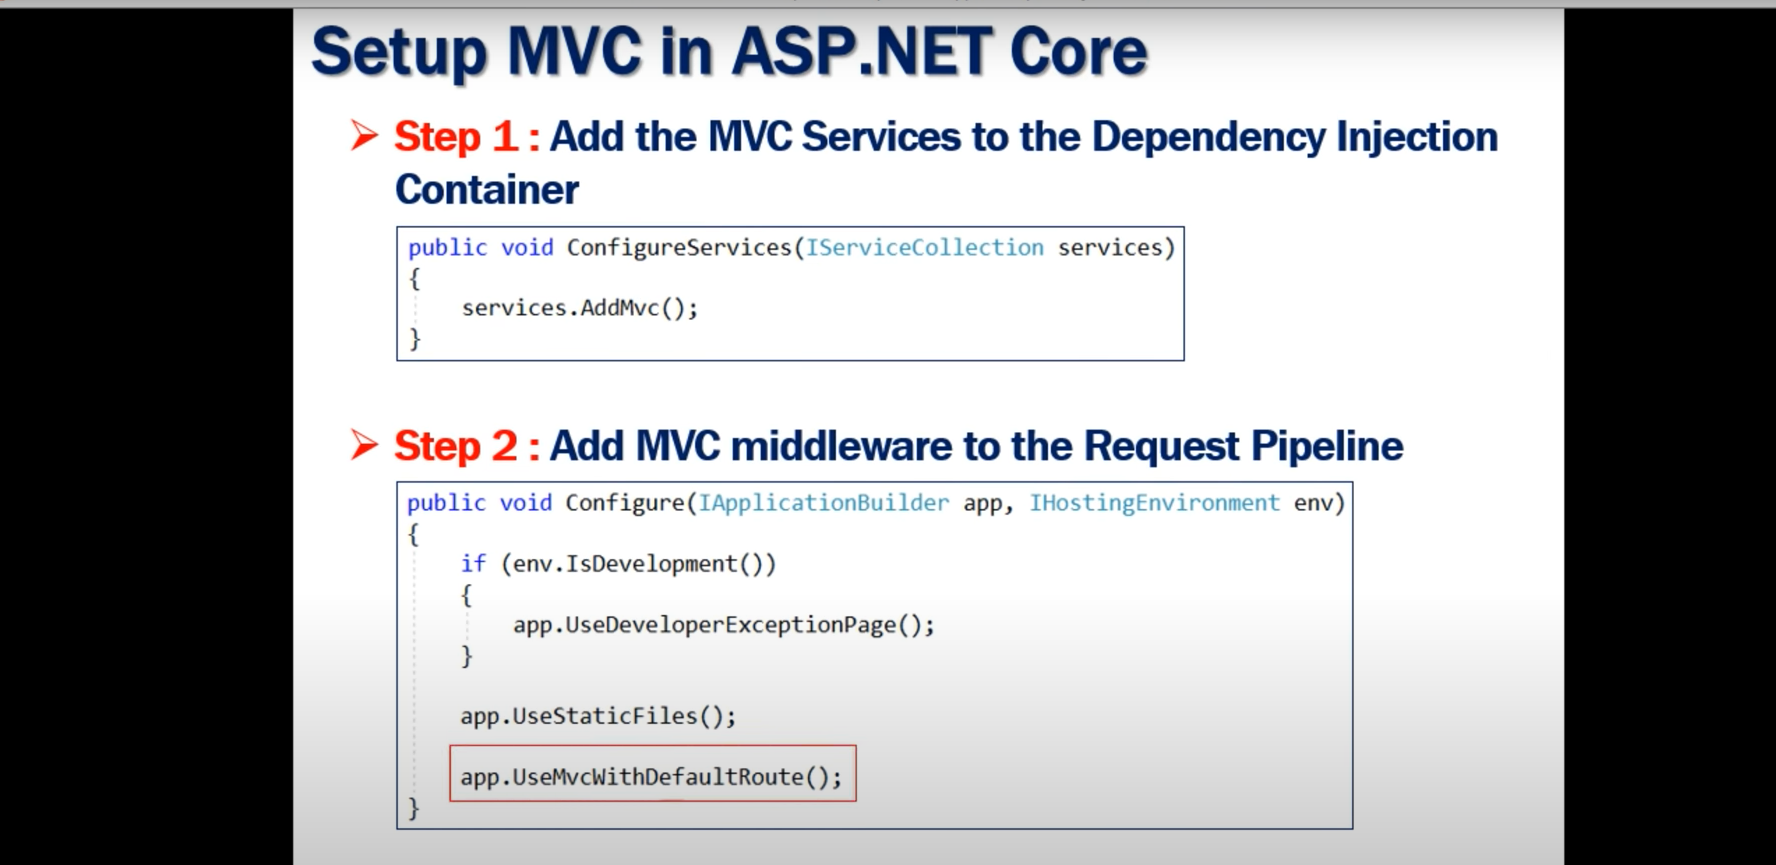 Setup MVC in ASP.NET Core
Step 1 : Add the MVC Services to the Dependency Injection
Container
public void ConfigureServices(IServiceCollection services)
{
    services.AddMvc();
}
Step 2 : Add MVC middleware to the Request Pipeline
public void Configure(IApplicationBuilder app, IHostingEnvironment env)
{
    if (env.IsDevelopment())
    {
        app.UseDeveloperExceptionPage();
    }
    app.UseStaticFiles();
    app.UseMvcWithDefaultRoute();
}